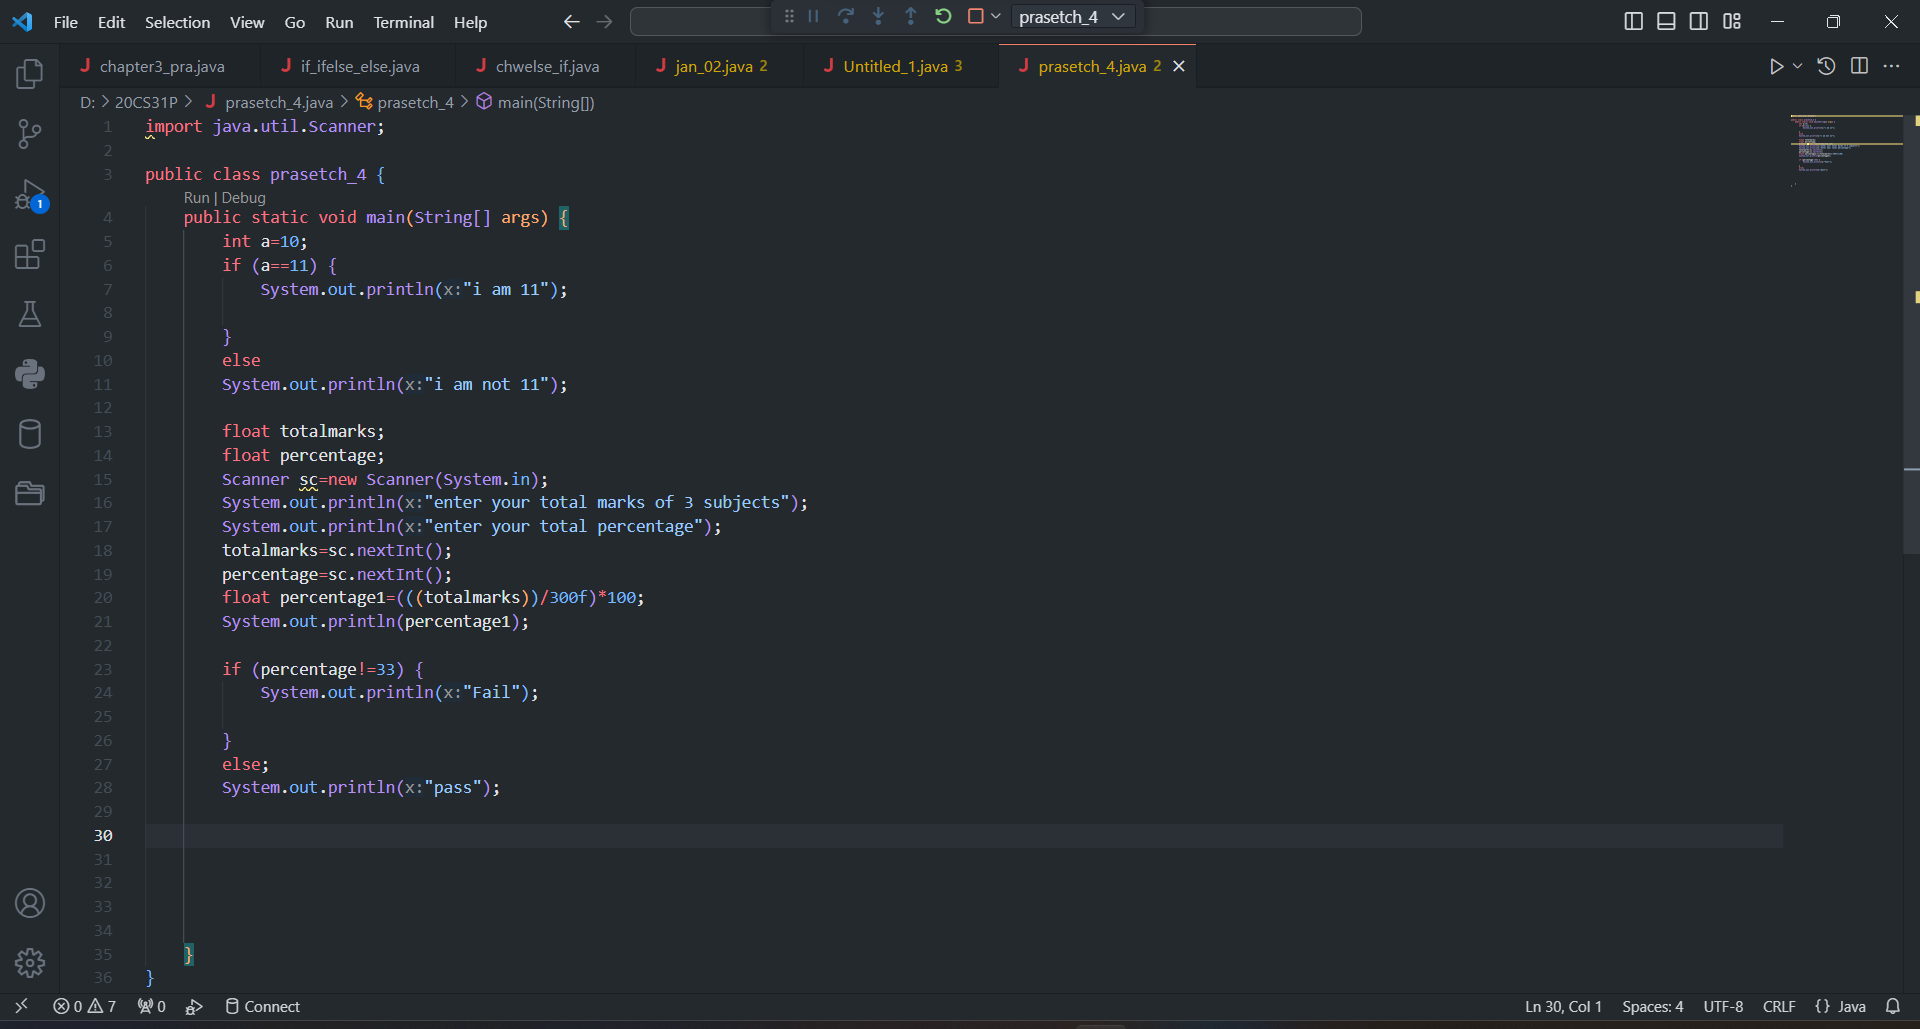 File Edit Selection View Go Run Terminal Help prasetch_4
chapter3_pra.java if_ifelse_else.java chwelse_if.java jan_02.java 2 Untitled_1.java 3 prasetch_4.java 2
D: > 20CS31P > prasetch_4.java > prasetch_4 > main(String[])
1 import java.util.Scanner;
2
3 public class prasetch_4 {
Run | Debug
4 public static void main(String[] args) {
5 int a=10;
6 if (a==11) {
7 System.out.println(x:"i am 11");
8
9 }
10 else
11 System.out.println(x:"i am not 11");
12
13 float totalmarks;
14 float percentage;
15 Scanner sc=new Scanner(System.in);
16 System.out.println(x:"enter your total marks of 3 subjects");
17 System.out.println(x:"enter your total percentage");
18 totalmarks=sc.nextInt();
19 percentage=sc.nextInt();
20 float percentage1=(((totalmarks))/300f)*100;
21 System.out.println(percentage1);
22
23 if (percentage!=33) {
24 System.out.println(x:"Fail");
25
26 }
27 else;
28 System.out.println(x:"pass");
29
30
31
32
33
34
35 }
36 }
1
0 7 0 Connect Ln 30, Col 1 Spaces: 4 UTF-8 CRLF {} Java